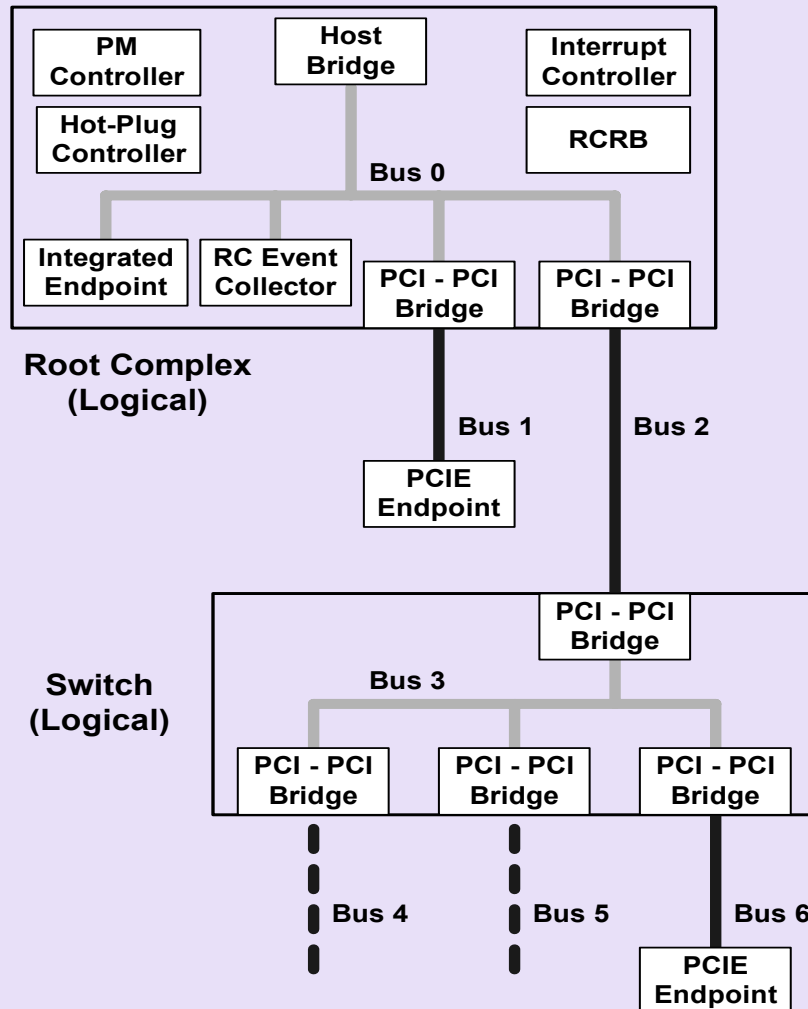 PM
Controller
Host
Bridge
Interrupt
Controller
Hot-Plug
Controller
RCRB
Bus 0
Integrated
Endpoint
RC Event
Collector
PCI - PCI
Bridge
PCI - PCI
Bridge
Root Complex
(Logical)
Bus 1
Bus 2
PCIE
Endpoint
PCI - PCI
Bridge
Switch
(Logical)
Bus 3
PCI - PCI
Bridge
PCI - PCI
Bridge
PCI - PCI
Bridge
Bus 4
Bus 5
Bus 6
PCIE
Endpoint